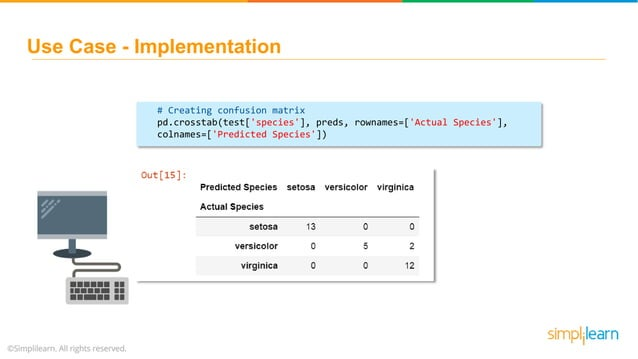 Use Case - Implementation
# Creating confusion matrix
pd.crosstab(test['species'], preds, rownames=['Actual Species'],
colnames=['Predicted Species'])
Out[15]:
Predicted Species setosa versicolor virginica
Actual Species
setosa 13 0 0
versicolor 0 5 2
virginica 0 0 12
simplilearn
©Simplilearn. All rights reserved.